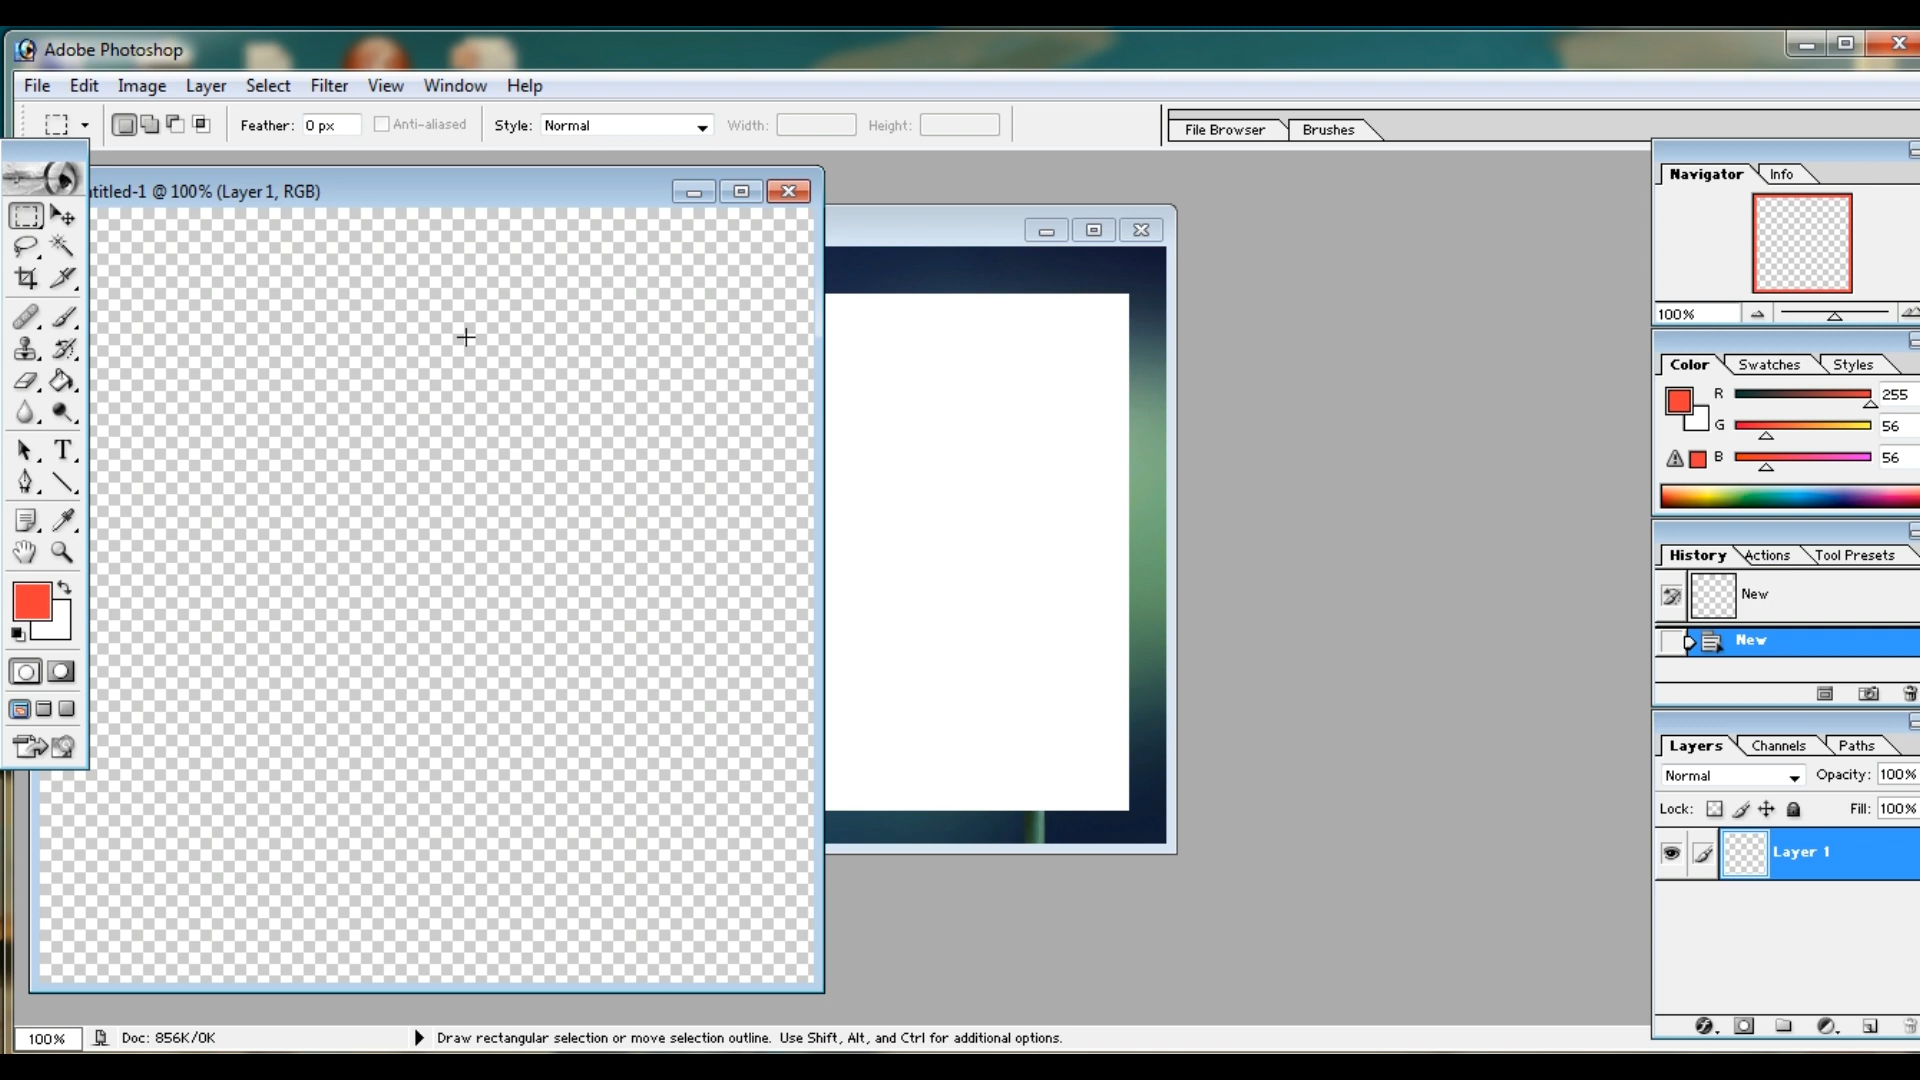 Adobe Photoshop
File Edit Image Layer Select Filter View Window Help
Feather: 0 px Anti-aliased Style: Normal Width: Height: File Browser Brushes
titled-1 @ 100% (Layer 1, RGB)
Navigator Info
100%
Color Swatches Styles
R 255
G 56
B 56
T
History Actions Tool Presets
New
New
Layers Channels Paths
Normal Opacity: 100%
Lock: Fill: 100%
Layer 1
100% Doc: 856K/0K Draw rectangular selection or move selection outline. Use Shift, Alt, and Ctrl for additional options.